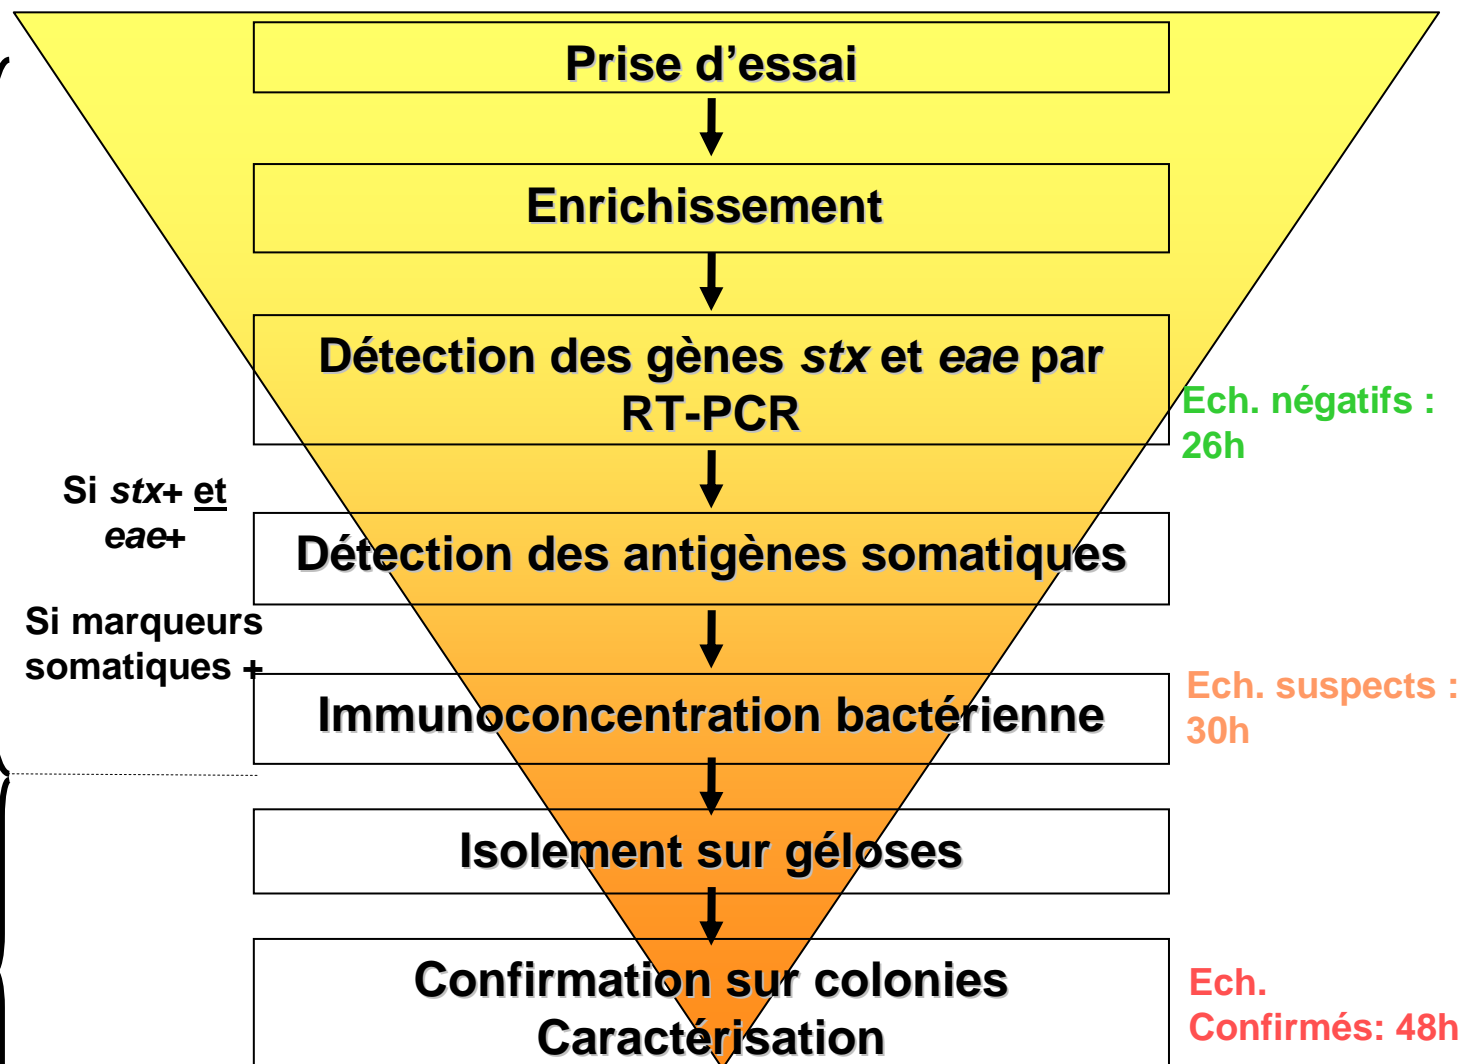 Prise d’essai
Enrichissement
Détection des gènes stx et eae par
RT-PCR
Ech. négatifs :
26h
Si stx+ et
eae+
Détection des antigènes somatiques
Si marqueurs
somatiques +
Immunoconcentration bactérienne
Ech. suspects :
30h
Isolement sur géloses
Confirmation sur colonies
Caractérisation
Ech.
Confirmés: 48h